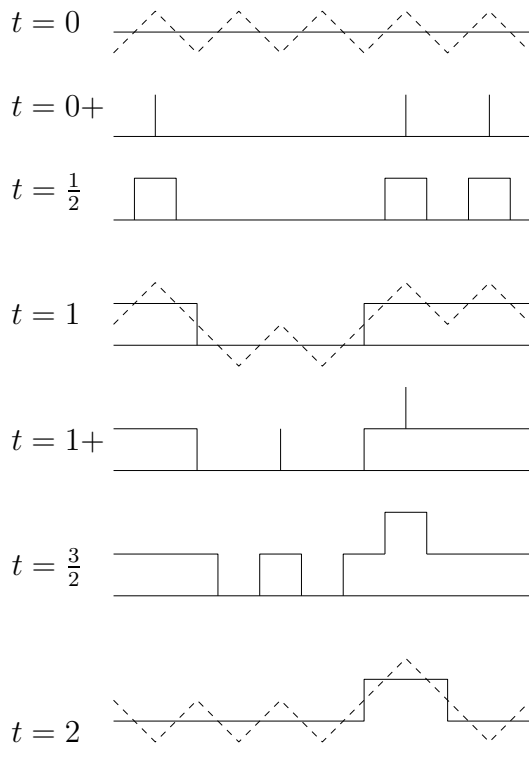 t = 0
t = 0+
t = 1/2
t = 1
t = 1+
t = 3/2
t = 2